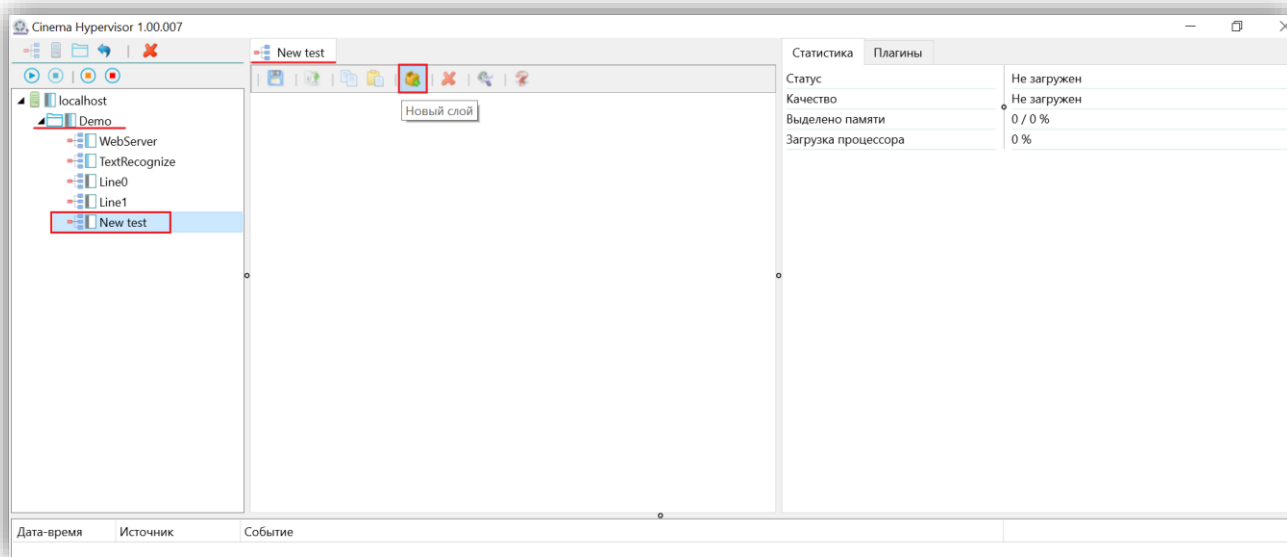 Cinema Hypervisor 1.00.007
New test
Статистика Плагины
Новый слой
localhost
Demo
WebServer
TextRecognize
Line0
Line1
New test
Статус Не загружен
Качество Не загружен
Выделено памяти 0 / 0 %
Загрузка процессора 0 %
Дата-время Источник Событие